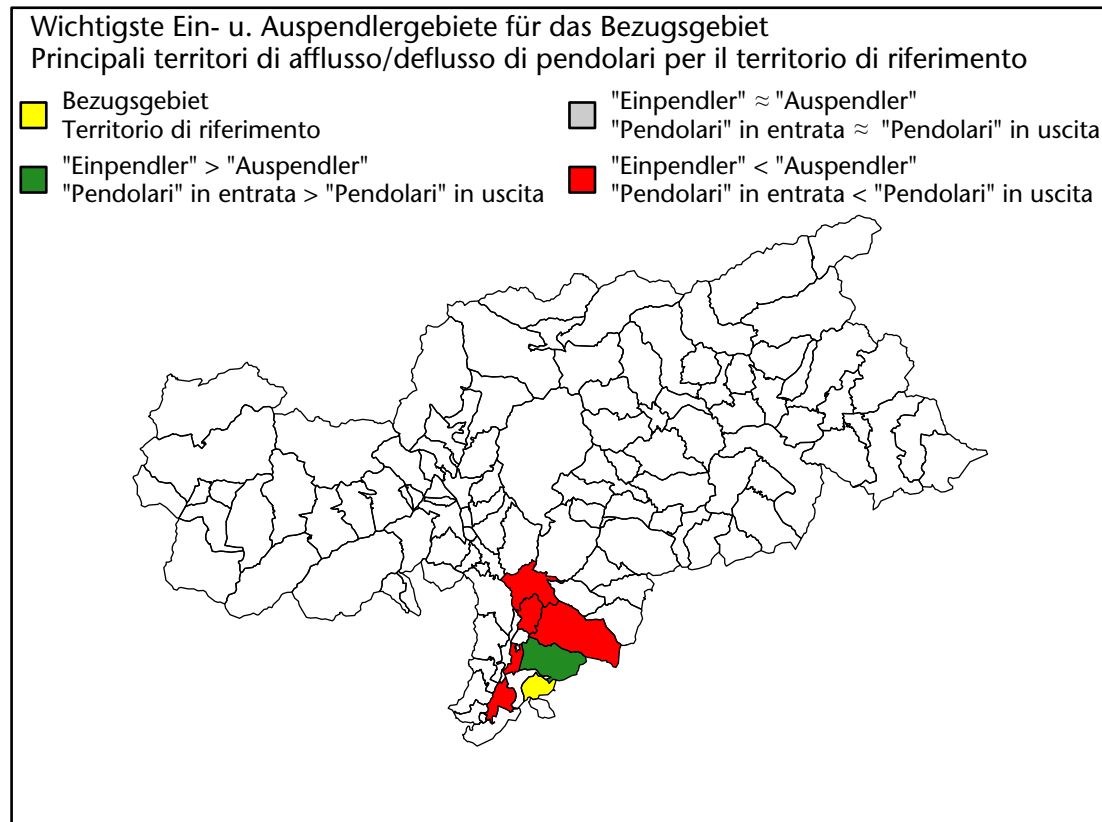 Wichtigste Ein- u. Auspendlergebiete für das Bezugsgebiet
Principali territori di afflusso/deflusso di pendolari per il territorio di riferimento
Bezugsgebiet
Territorio di riferimento
"Einpendler" > "Auspendler"
"Pendolari" in entrata > "Pendolari" in uscita
"Einpendler" ≈ "Auspendler"
"Pendolari" in entrata ≈ "Pendolari" in uscita
"Einpendler" < "Auspendler"
"Pendolari" in entrata < "Pendolari" in uscita